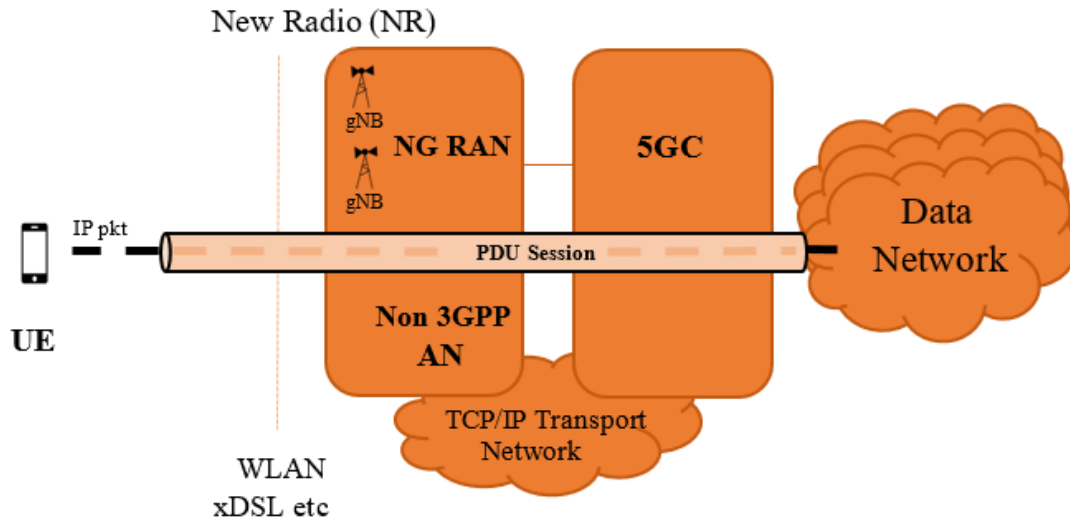 New Radio (NR)
gNB
NG RAN
5GC
gNB
Data
Network
IP pkt
PDU Session
UE
Non 3GPP
AN
TCP/IP Transport
Network
WLAN
xDSL etc